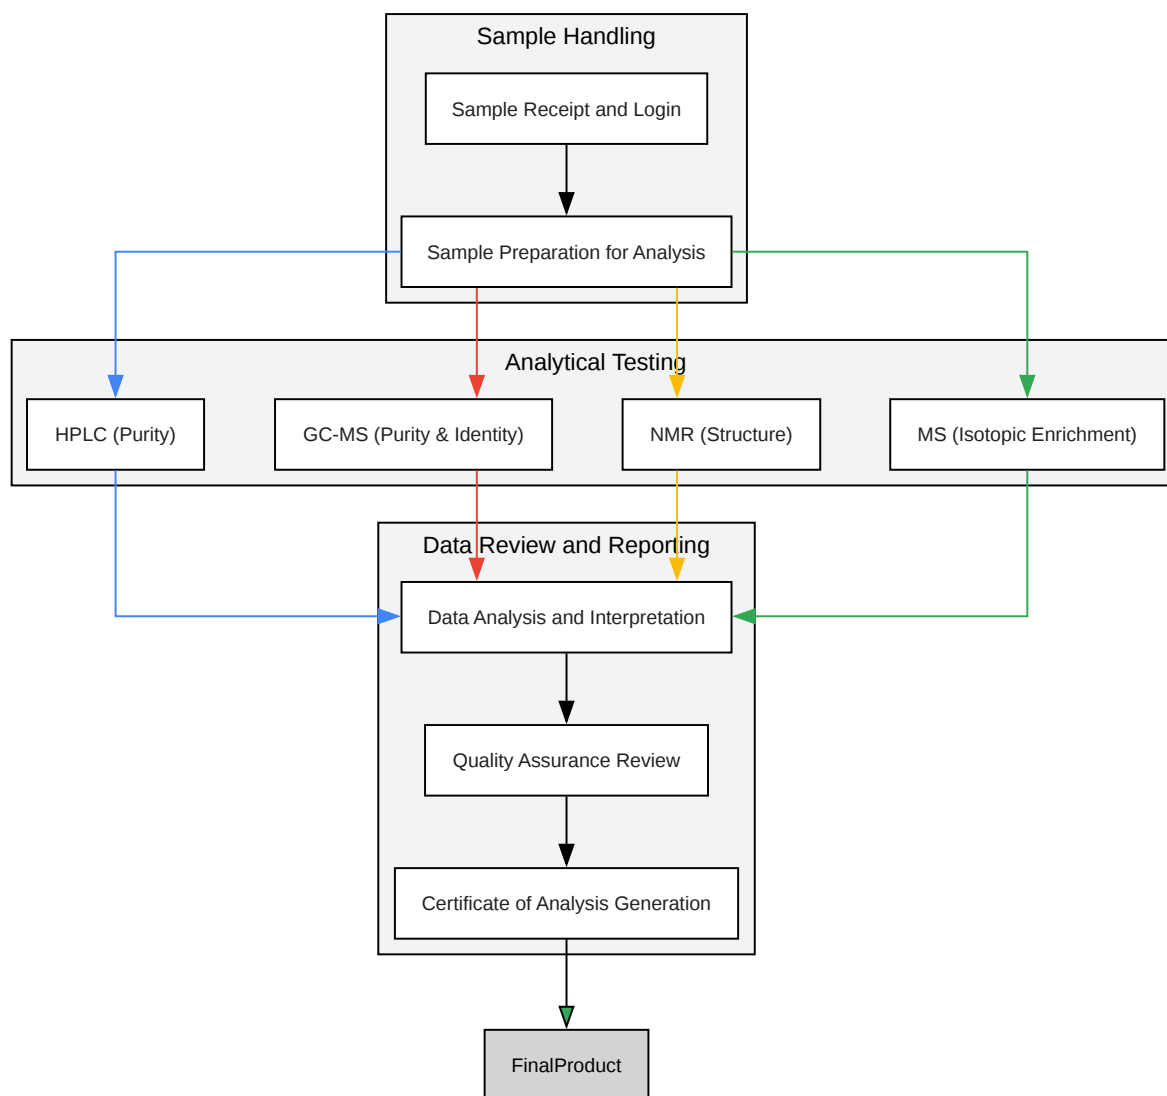 Sample Handling
Sample Receipt and Login
Sample Preparation for Analysis
Analytical Testing
HPLC (Purity)
GC-MS (Purity & Identity)
NMR (Structure)
MS (Isotopic Enrichment)
Data Review and Reporting
Data Analysis and Interpretation
Quality Assurance Review
Certificate of Analysis Generation
FinalProduct